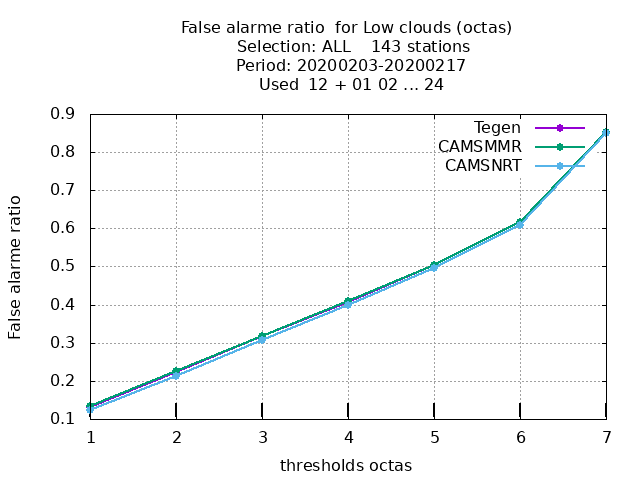 False alarme ratio  for Low clouds (octas)
Selection: ALL    143 stations
Period: 20200203-20200217
Used  12 + 01 02 ... 24
False alarme ratio
0.9
0.8
0.7
0.6
0.5
0.4
0.3
0.2
0.1
Tegen
CAMSMMR
CAMSNRT
1 2 3 4 5 6 7
thresholds octas